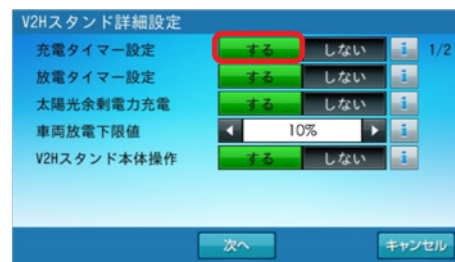 V2Hスタンド詳細設定
充電タイマー設定 する しない i 1/2
放電タイマー設定 する しない i
太陽光余剰電力充電 する しない i
車両放電下限値 10% i
V2Hスタンド本体操作 する しない i
次へ キャンセル